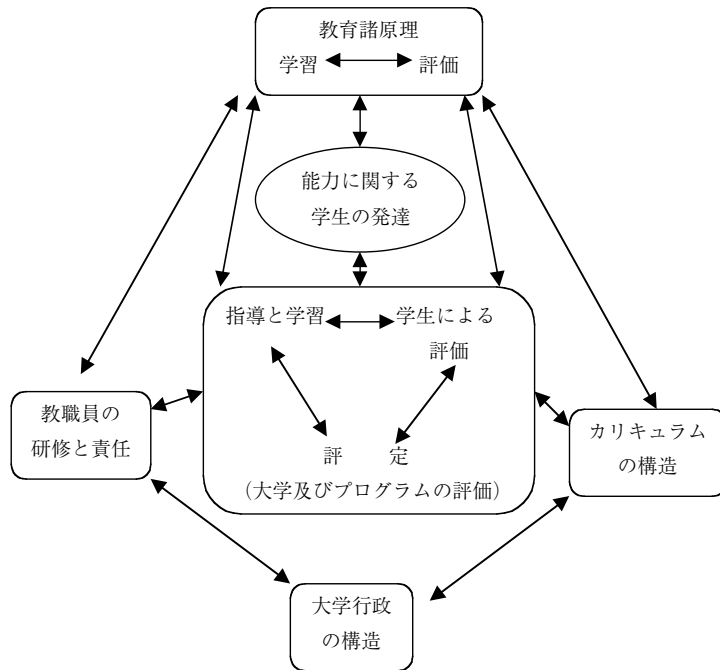 教育諸原理
学習 評価
能力に関する
学生の発達
指導と学習 学生による
評価
評 定
（大学及びプログラムの評価）
教職員の
研修と責任
カリキュラム
の構造
大学行政
の構造